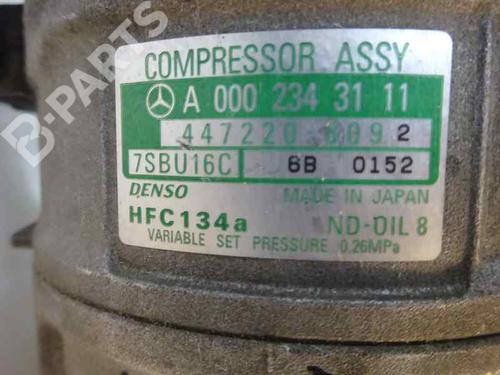 B-PARTS
COMPRESSOR ASSY
A 000 234 31 11
447220 8092
7SBU16C 6B 0152
DENSO MADE IN JAPAN
HFC134a ND-OIL 8
VARIABLE SET PRESSURE 0.26MPa